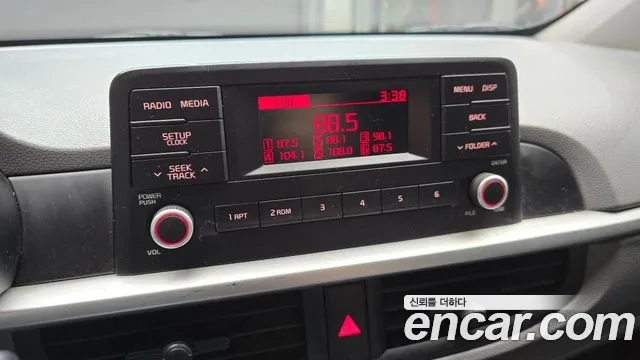 RADIO MEDIA
SETUP
CLOCK
SEEK
TRACK
POWER
PUSH
VOL
3:38
88.5
1 87.5 2 88.1 3 98.1
4 104.1 5 108.0 6 87.5
1 RPT 2 RDM 3 4 5 6
MENU DISP
BACK
FOLDER
ENTER
FILE
신뢰를 더하다
encar.com